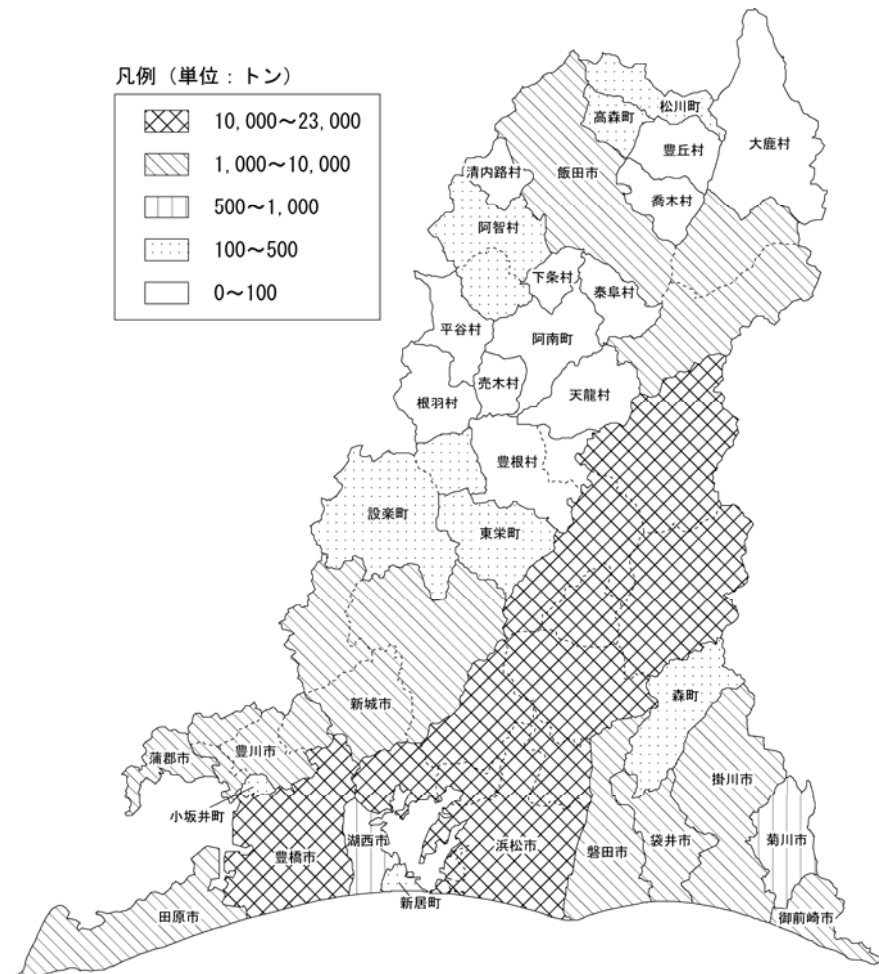 凡例（単位：トン）
10,000～23,000
1,000～10,000
500～1,000
100～500
0～100
松川町
高森町
大鹿村
豊丘村
清内路村
飯田市
喬木村
阿智村
下条村
泰阜村
平谷村
阿南町
売木村
天龍村
根羽村
豊根村
設楽町
東栄町
新城市
森町
豊川市
蒲郡市
掛川市
小坂井町
湖西市
浜松市
菊川市
袋井市
磐田市
豊橋市
新居町
田原市
御前崎市